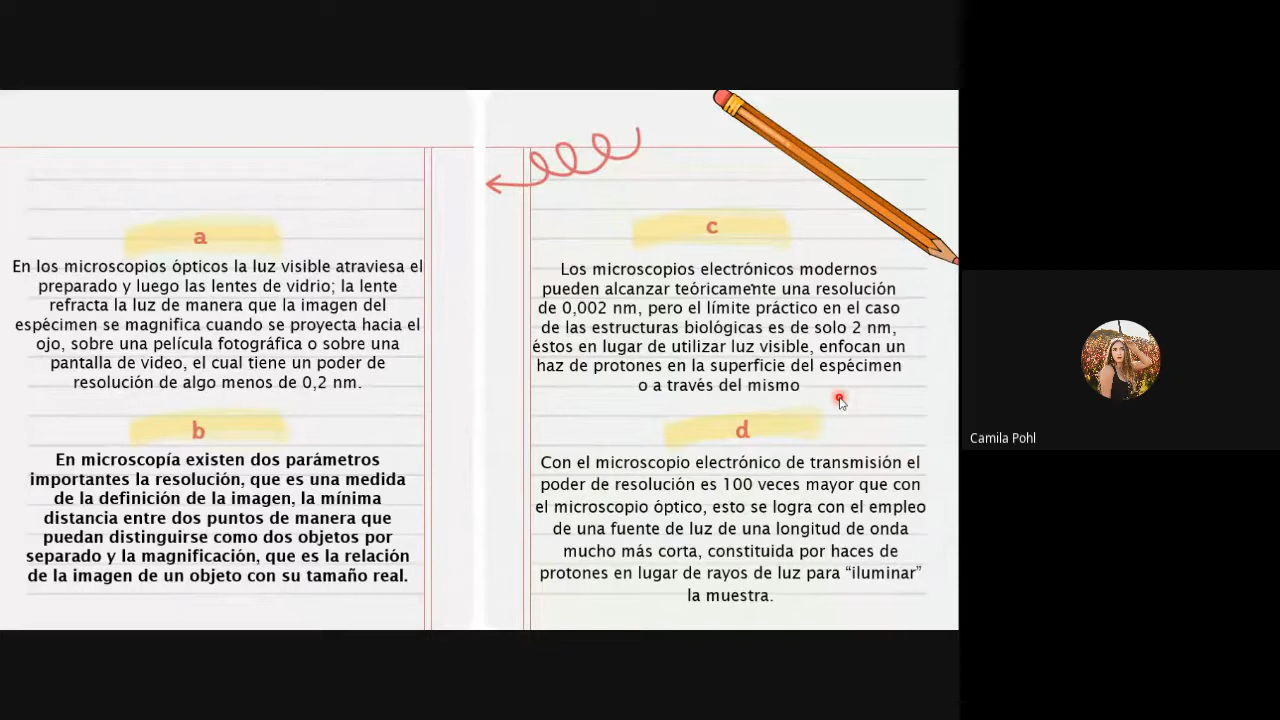 a
En los microscopios ópticos la luz visible atraviesa el
preparado y luego las lentes de vidrio; la lente
refracta la luz de manera que la imagen del
espécimen se magnifica cuando se proyecta hacia el
ojo, sobre una película fotográfica o sobre una
pantalla de video, el cual tiene un poder de
resolución de algo menos de 0,2 nm.
b
En microscopía existen dos parámetros
importantes la resolución, que es una medida
de la definición de la imagen, la mínima
distancia entre dos puntos de manera que
puedan distinguirse como dos objetos por
separado y la magnificación, que es la relación
de la imagen de un objeto con su tamaño real.
c
Los microscopios electrónicos modernos
pueden alcanzar teóricamente una resolución
de 0,002 nm, pero el límite práctico en el caso
de las estructuras biológicas es de solo 2 nm,
éstos en lugar de utilizar luz visible, enfocan un
haz de protones en la superficie del espécimen
o a través del mismo
d
Con el microscopio electrónico de transmisión el
poder de resolución es 100 veces mayor que con
el microscopio óptico, esto se logra con el empleo
de una fuente de luz de una longitud de onda
mucho más corta, constituida por haces de
protones en lugar de rayos de luz para “iluminar”
la muestra.
Camila Pohl